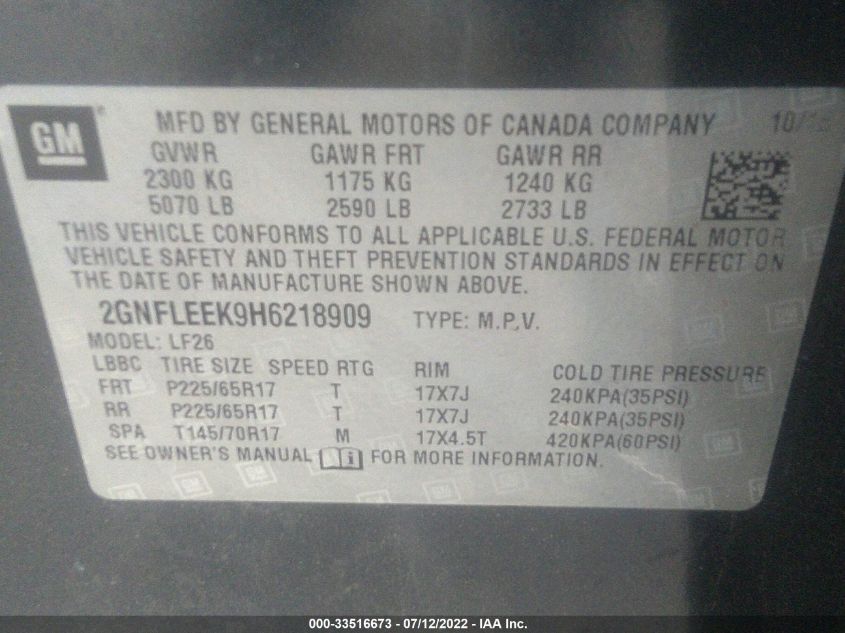 GM ®
MFD BY GENERAL MOTORS OF CANADA COMPANY 10/16
GVWR GAWR FRT GAWR RR
2300 KG 1175 KG 1240 KG
5070 LB 2590 LB 2733 LB
THIS VEHICLE CONFORMS TO ALL APPLICABLE U.S. FEDERAL MOTOR
VEHICLE SAFETY AND THEFT PREVENTION STANDARDS IN EFFECT ON
THE DATE OF MANUFACTURE SHOWN ABOVE.
2GNFLEEK9H6218909 TYPE: M.P.V.
MODEL: LF26
LBBC TIRE SIZE SPEED RTG RIM COLD TIRE PRESSURE
FRT P225/65R17 T 17X7J 240KPA(35PSI)
RR P225/65R17 T 17X7J 240KPA(35PSI)
SPA T145/70R17 M 17X4.5T 420KPA(60PSI)
SEE OWNER'S MANUAL FOR MORE INFORMATION.
000-33516673 - 07/12/2022 - IAA Inc.